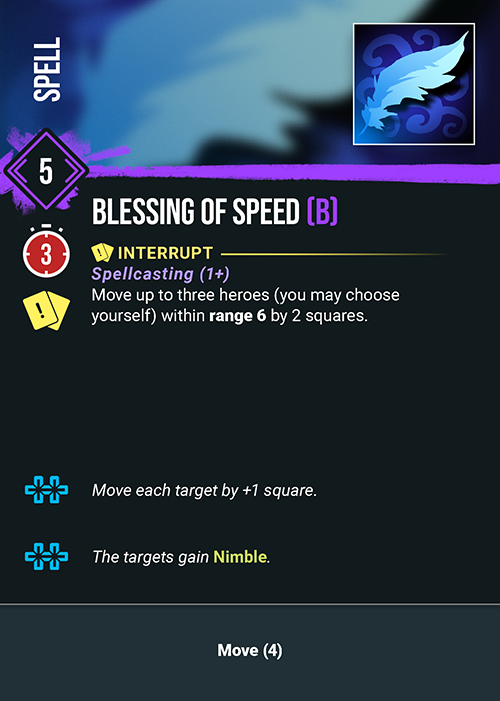 SPELL
5
BLESSING OF SPEED (B)
3
! INTERRUPT
Spellcasting (1+)
!
Move up to three heroes (you may choose
yourself) within range 6 by 2 squares.
Move each target by +1 square.
The targets gain Nimble.
Move (4)